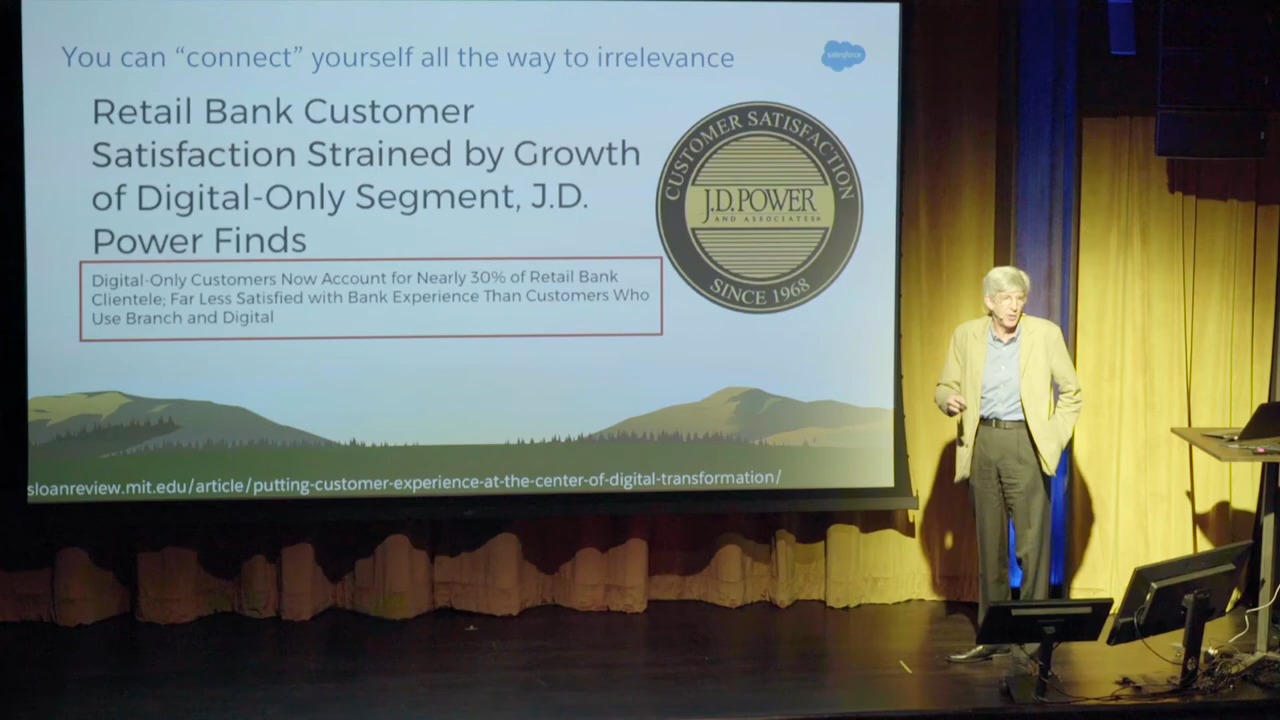 You can “connect” yourself all the way to irrelevance
salesforce
Retail Bank Customer
Satisfaction Strained by Growth
of Digital-Only Segment, J.D.
Power Finds
CUSTOMER SATISFACTION
J.D. POWER
AND ASSOCIATES®
SINCE 1968
Digital-Only Customers Now Account for Nearly 30% of Retail Bank
Clientele; Far Less Satisfied with Bank Experience Than Customers Who
Use Branch and Digital
sloanreview.mit.edu/article/putting-customer-experience-at-the-center-of-digital-transformation/